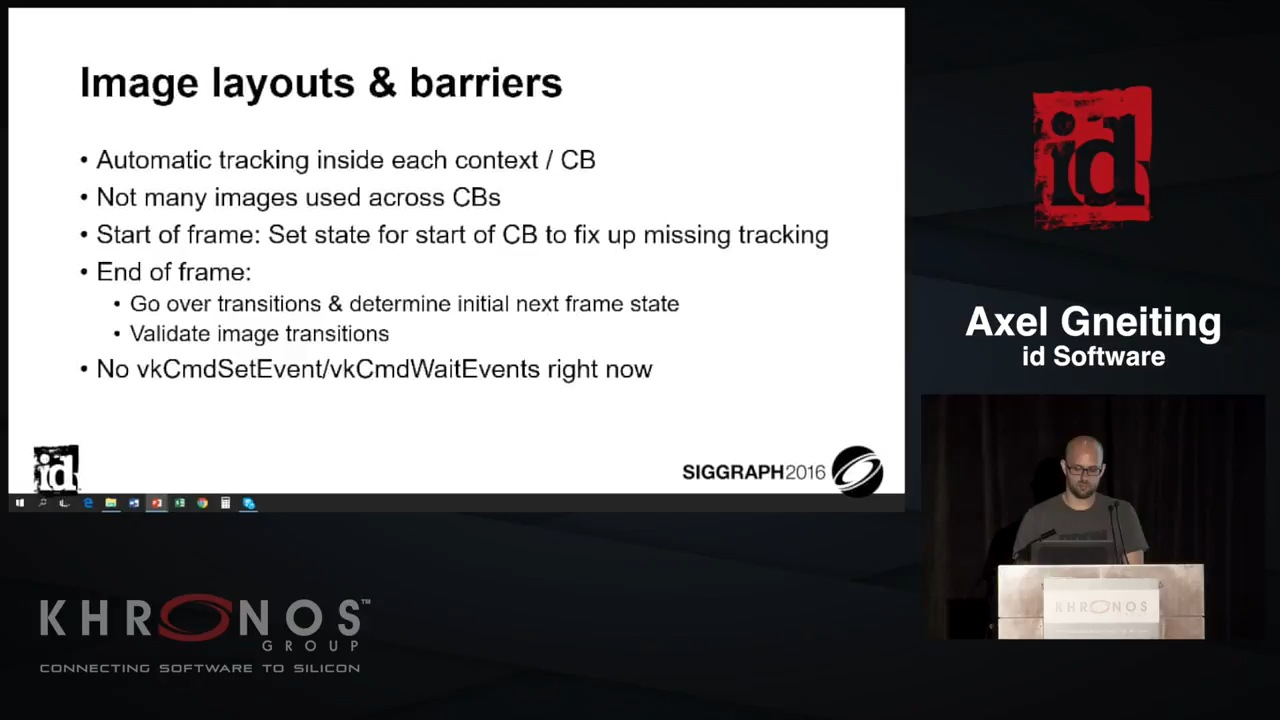 Image layouts & barriers
• Automatic tracking inside each context / CB
• Not many images used across CBs
• Start of frame: Set state for start of CB to fix up missing tracking
• End of frame:
• Go over transitions & determine initial next frame state
• Validate image transitions
• No vkCmdSetEvent/vkCmdWaitEvents right now
id
SIGGRAPH2016
id
Axel Gneiting
id Software
KHRONOS
KHRONOS™
GROUP
CONNECTING SOFTWARE TO SILICON